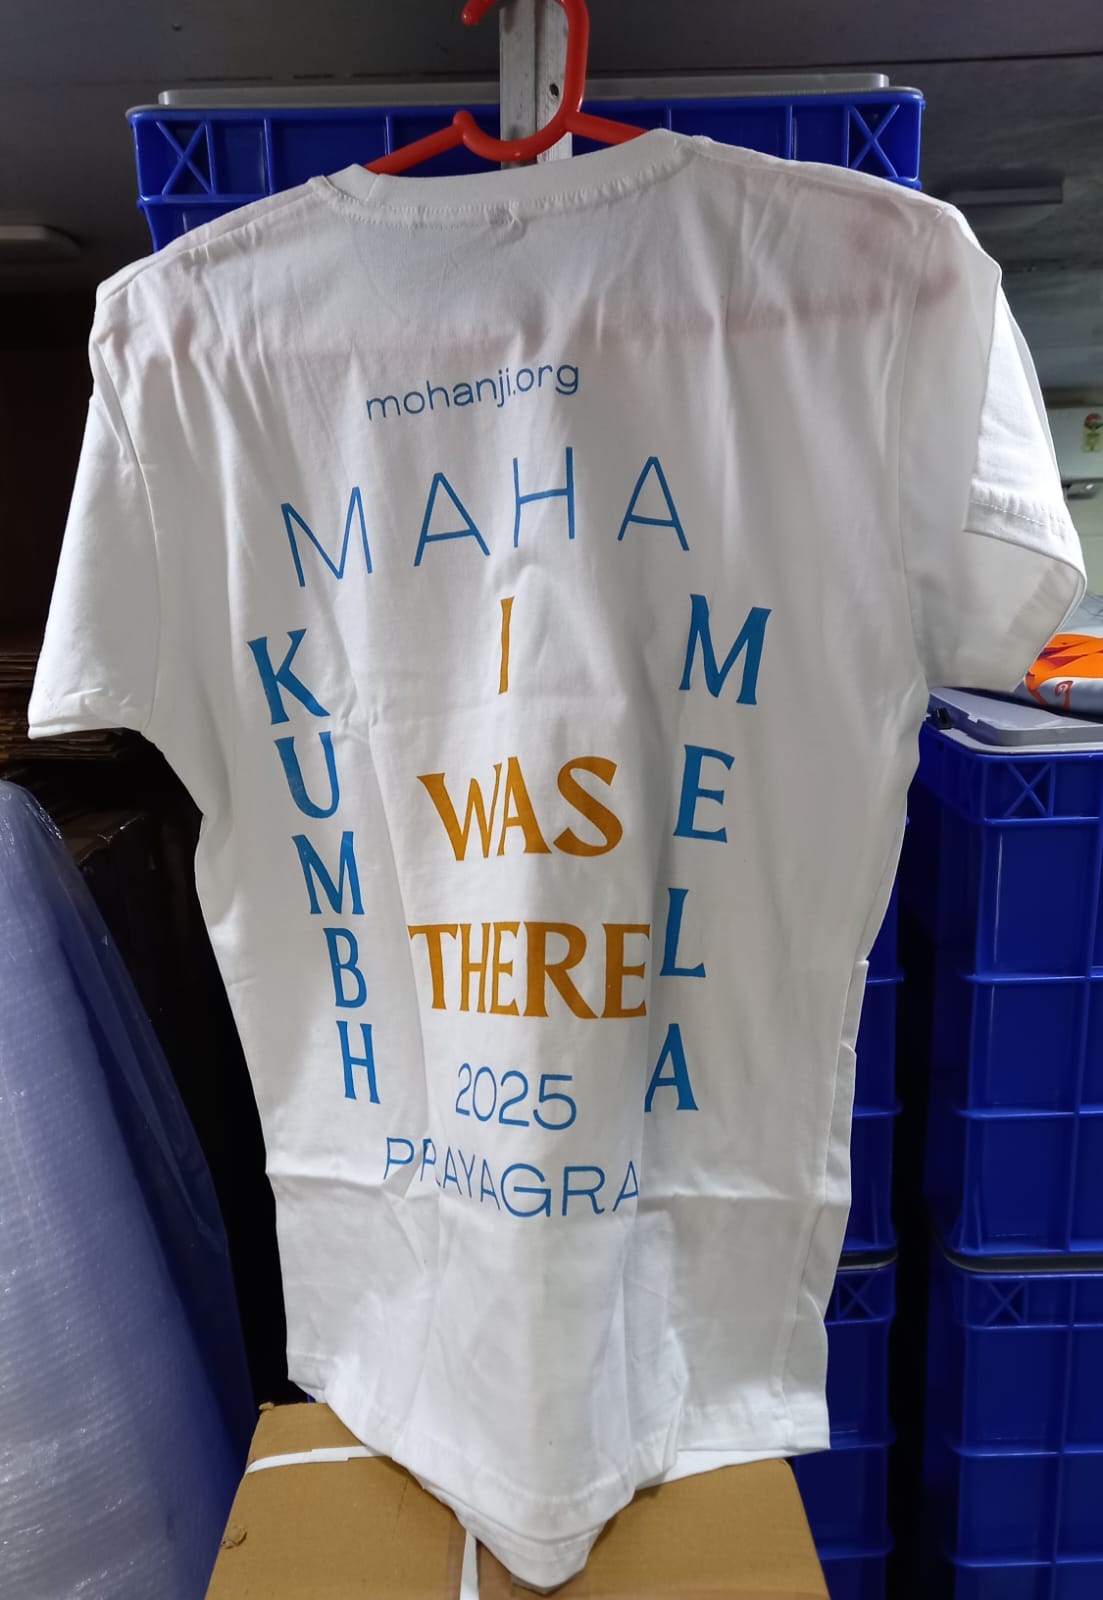 mohanji.org
MAHA
KUMBH
MELA
I
WAS
THERE
2025
PRAYAGRA